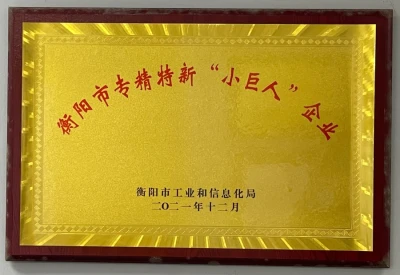 衡阳市专精特新“小巨人”企业
衡阳市工业和信息化局
二〇二一年十二月